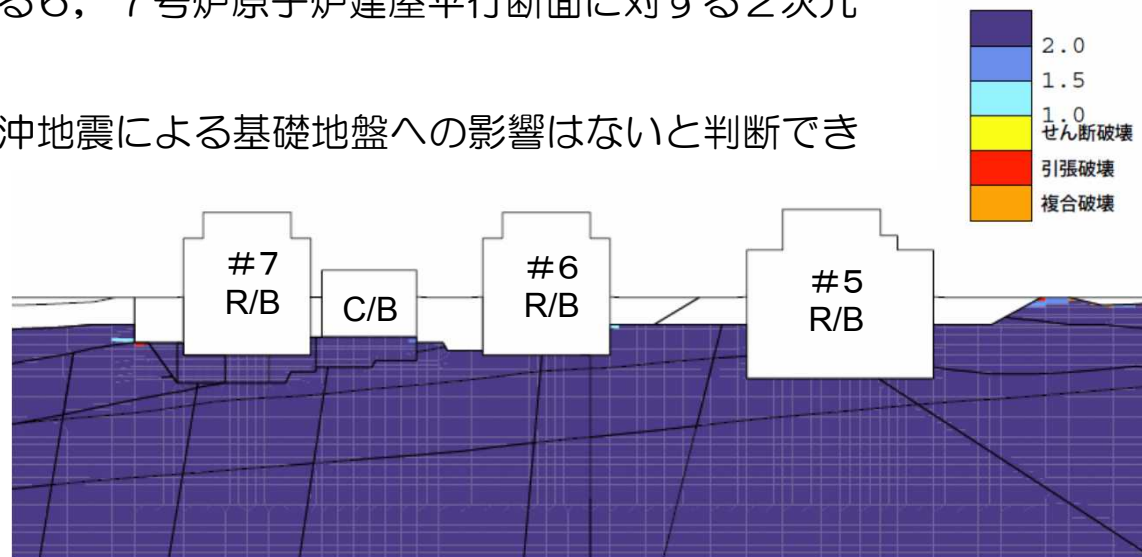 る6，7号炉原子炉建屋平行断面に対する2次元
沖地震による基礎地盤への影響はないと判断でき
2.0
1.5
1.0
せん断破壊
引張破壊
複合破壊
#7
R/B
C/B
#6
R/B
#5
R/B